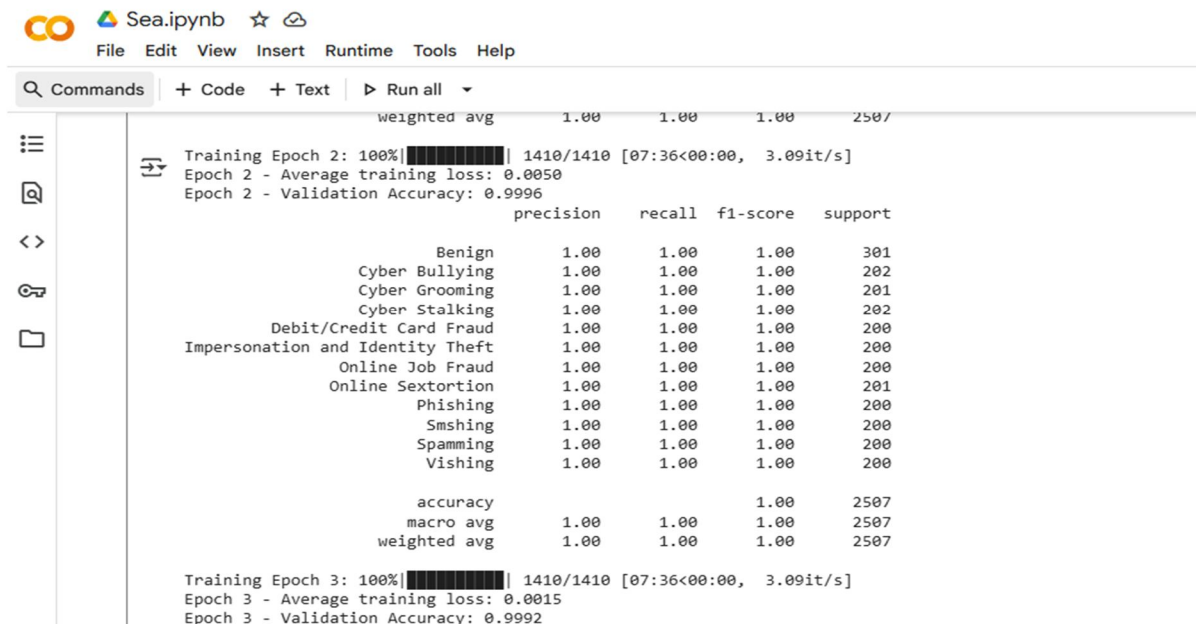 CO Sea.ipynb
File Edit View Insert Runtime Tools Help
Commands + Code + Text Run all
weighted avg 1.00 1.00 1.00 2507
Training Epoch 2: 100%|██████████| 1410/1410 [07:36<00:00, 3.09it/s]
Epoch 2 - Average training loss: 0.0050
Epoch 2 - Validation Accuracy: 0.9996
precision recall f1-score support
Benign 1.00 1.00 1.00 301
Cyber Bullying 1.00 1.00 1.00 202
Cyber Grooming 1.00 1.00 1.00 201
Cyber Stalking 1.00 1.00 1.00 202
Debit/Credit Card Fraud 1.00 1.00 1.00 200
Impersonation and Identity Theft 1.00 1.00 1.00 200
Online Job Fraud 1.00 1.00 1.00 200
Online Sextortion 1.00 1.00 1.00 201
Phishing 1.00 1.00 1.00 200
Smshing 1.00 1.00 1.00 200
Spamming 1.00 1.00 1.00 200
Vishing 1.00 1.00 1.00 200
accuracy 1.00 2507
macro avg 1.00 1.00 1.00 2507
weighted avg 1.00 1.00 1.00 2507
Training Epoch 3: 100%|██████████| 1410/1410 [07:36<00:00, 3.09it/s]
Epoch 3 - Average training loss: 0.0015
Epoch 3 - Validation Accuracy: 0.9992